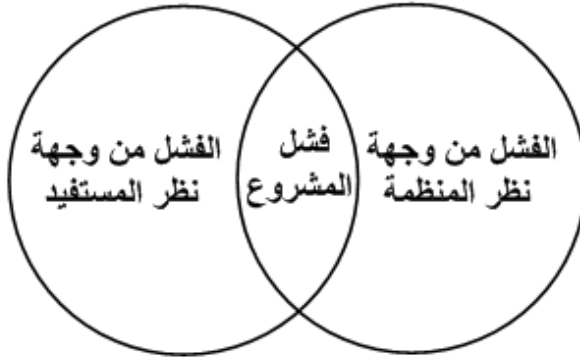 الفشل من وجهة
نظر المنظمة
فشل
المشروع
الفشل من وجهة
نظر المستفيد